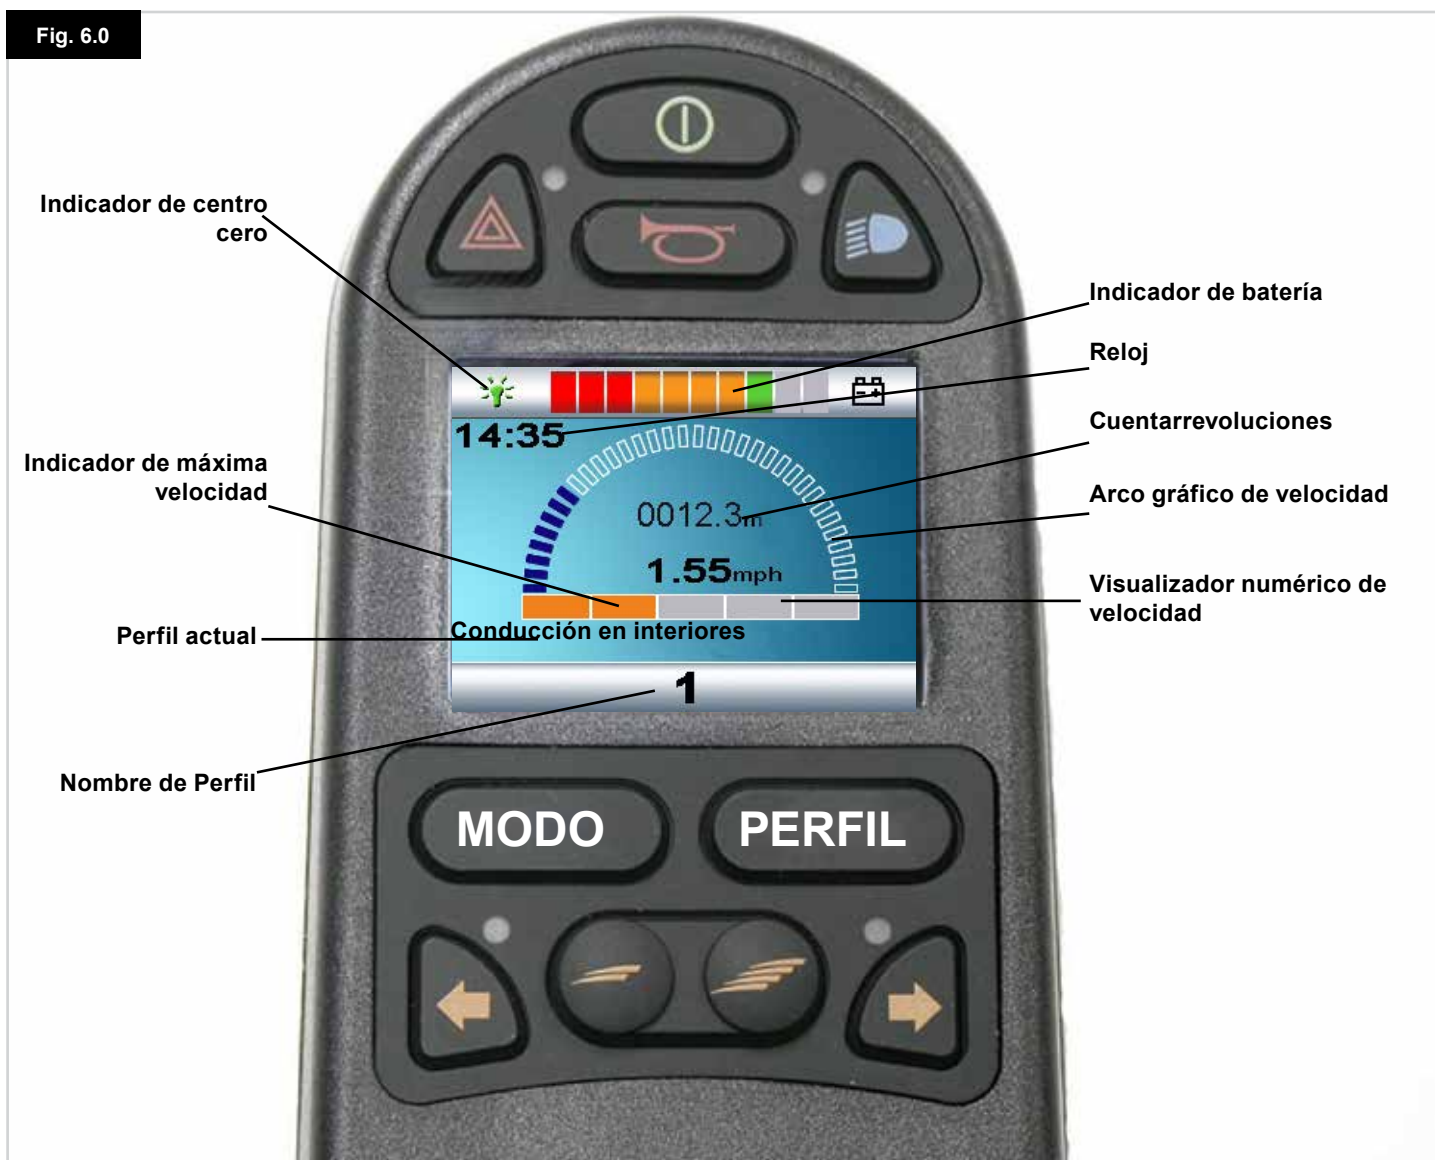 Fig. 6.0
Indicador de centro
cero
Indicador de batería
Reloj
14:35
Cuentarrevoluciones
Indicador de máxima
velocidad
Arco gráfico de velocidad
0012.3m
1.55mph
Visualizador numérico de
velocidad
Perfil actual
Conducción en interiores
1
Nombre de Perfil
MODO
PERFIL